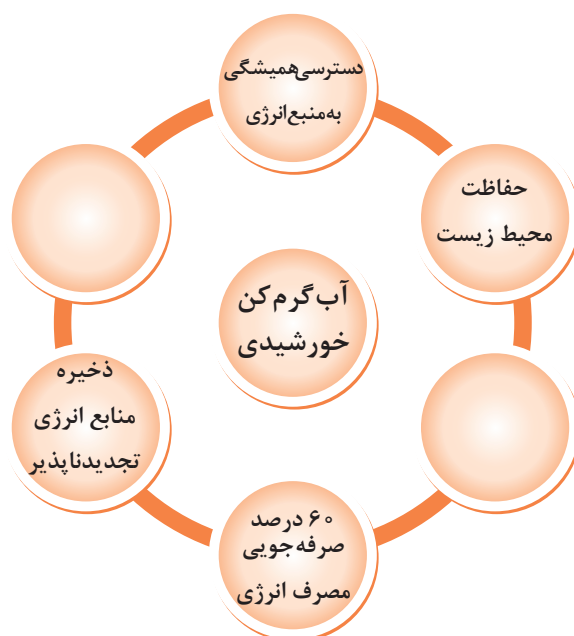 دسترسی‌همیشگی
به‌منبع‌انرژی
حفاظت
محیط زیست
آب‌گرم‌کن
خورشیدی
ذخیره
منابع انرژی
تجدیدناپذیر
۶۰ درصد
صرفه‌جویی
مصرف انرژی